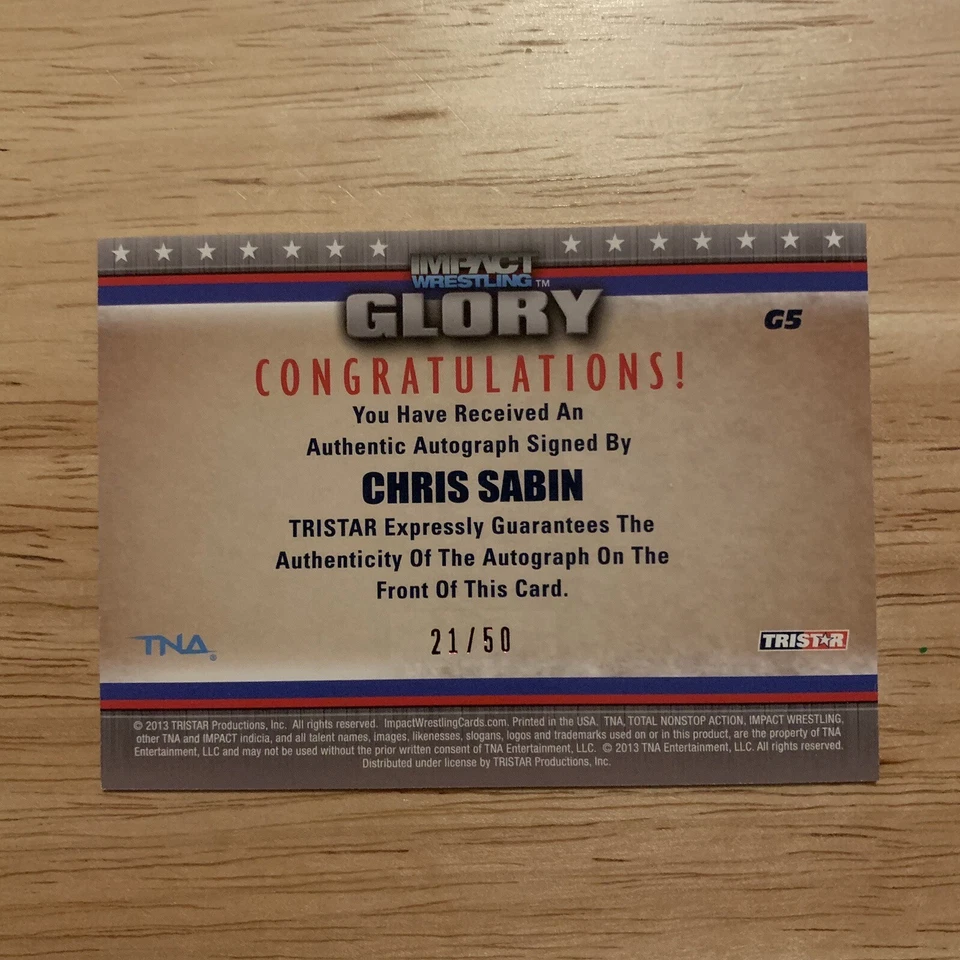 IMPACT
WRESTLING™
GLORY
G5
CONGRATULATIONS!
You Have Received An
Authentic Autograph Signed By
CHRIS SABIN
TRISTAR Expressly Guarantees The
Authenticity Of The Autograph On The
Front Of This Card.
21/50
TNA®
TRISTAR
© 2013 TRISTAR Productions, Inc. All rights reserved. ImpactWrestlingCards.com. Printed in the USA. TNA, TOTAL NONSTOP ACTION, IMPACT WRESTLING,
other TNA and IMPACT indicia, and all talent names, images, likenesses, slogans, logos and trademarks used on or in this product, are the property of TNA
Entertainment, LLC and may not be used without the prior written consent of TNA Entertainment, LLC. © 2013 TNA Entertainment, LLC. All rights reserved.
Distributed under license by TRISTAR Productions, Inc.